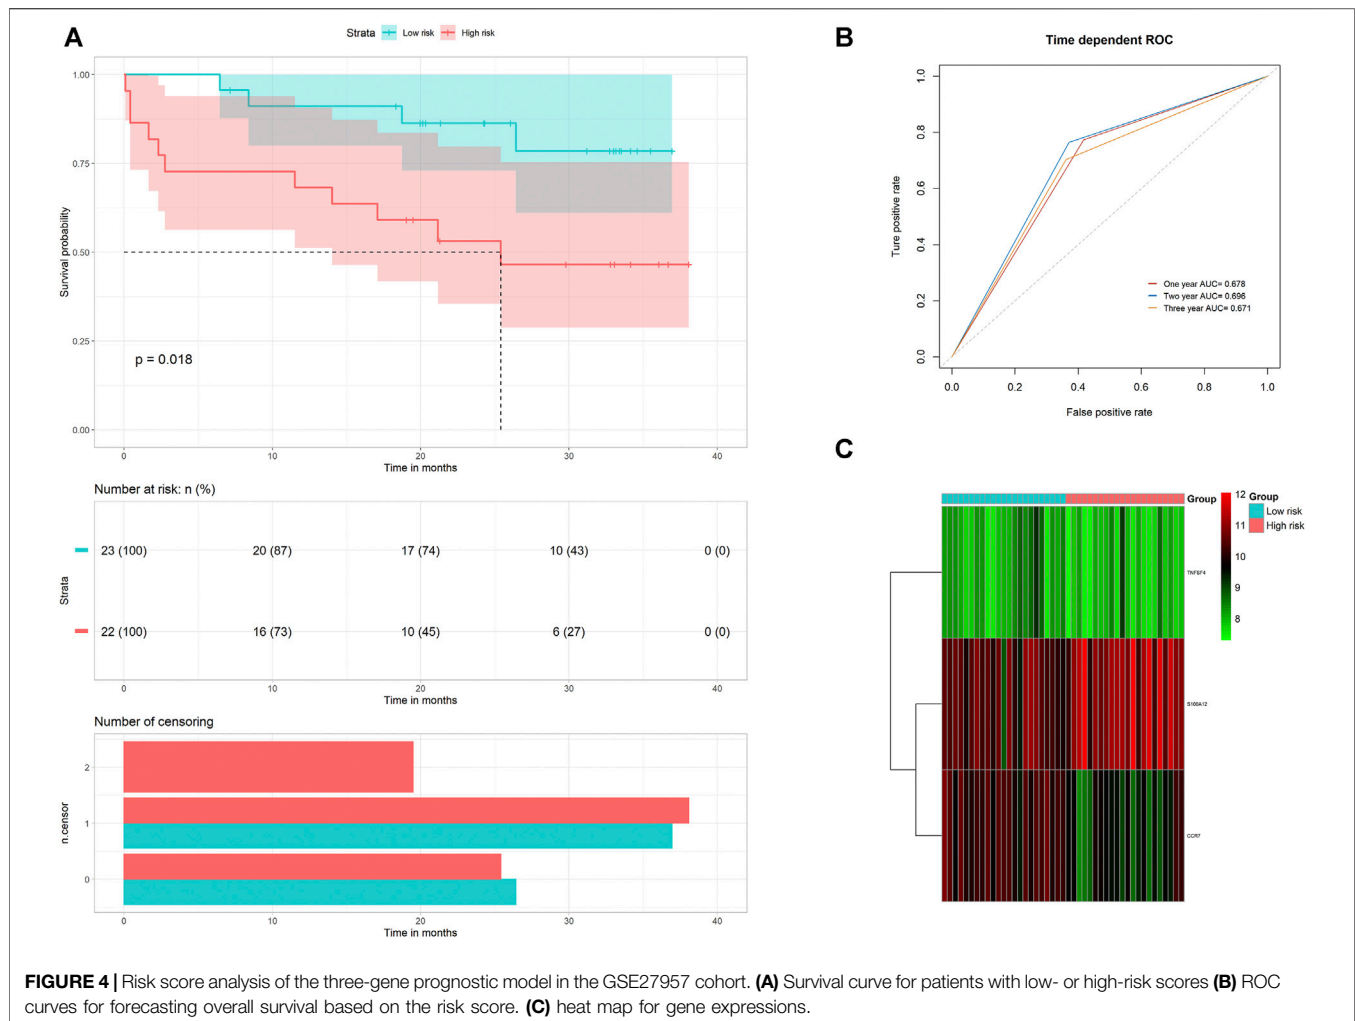 A
Strata Low risk High risk
1.00
0.75
0.50
0.25
0.00
Survival probability
p = 0.018
0 10 20 30 40
Time in months
Number at risk: n (%)
Strata
23 (100) 20 (87) 17 (74) 10 (43) 0 (0)
22 (100) 16 (73) 10 (45) 6 (27) 0 (0)
0 10 20 30 40
Time in months
Number of censoring
n.censor
2
1
0
0 10 20 30 40
Time in months
B
Time dependent ROC
Ture positive rate
1.0
0.8
0.6
0.4
0.2
0.0
One year AUC= 0.678
Two year AUC= 0.696
Three year AUC= 0.671
0.0 0.2 0.4 0.6 0.8 1.0
False positive rate
C
Group
12
11
10
9
8
Group
Low risk
High risk
TNFSF4
S100A12
CCR7
FIGURE 4 | Risk score analysis of the three-gene prognostic model in the GSE27957 cohort. (A) Survival curve for patients with low- or high-risk scores (B) ROC
curves for forecasting overall survival based on the risk score. (C) heat map for gene expressions.